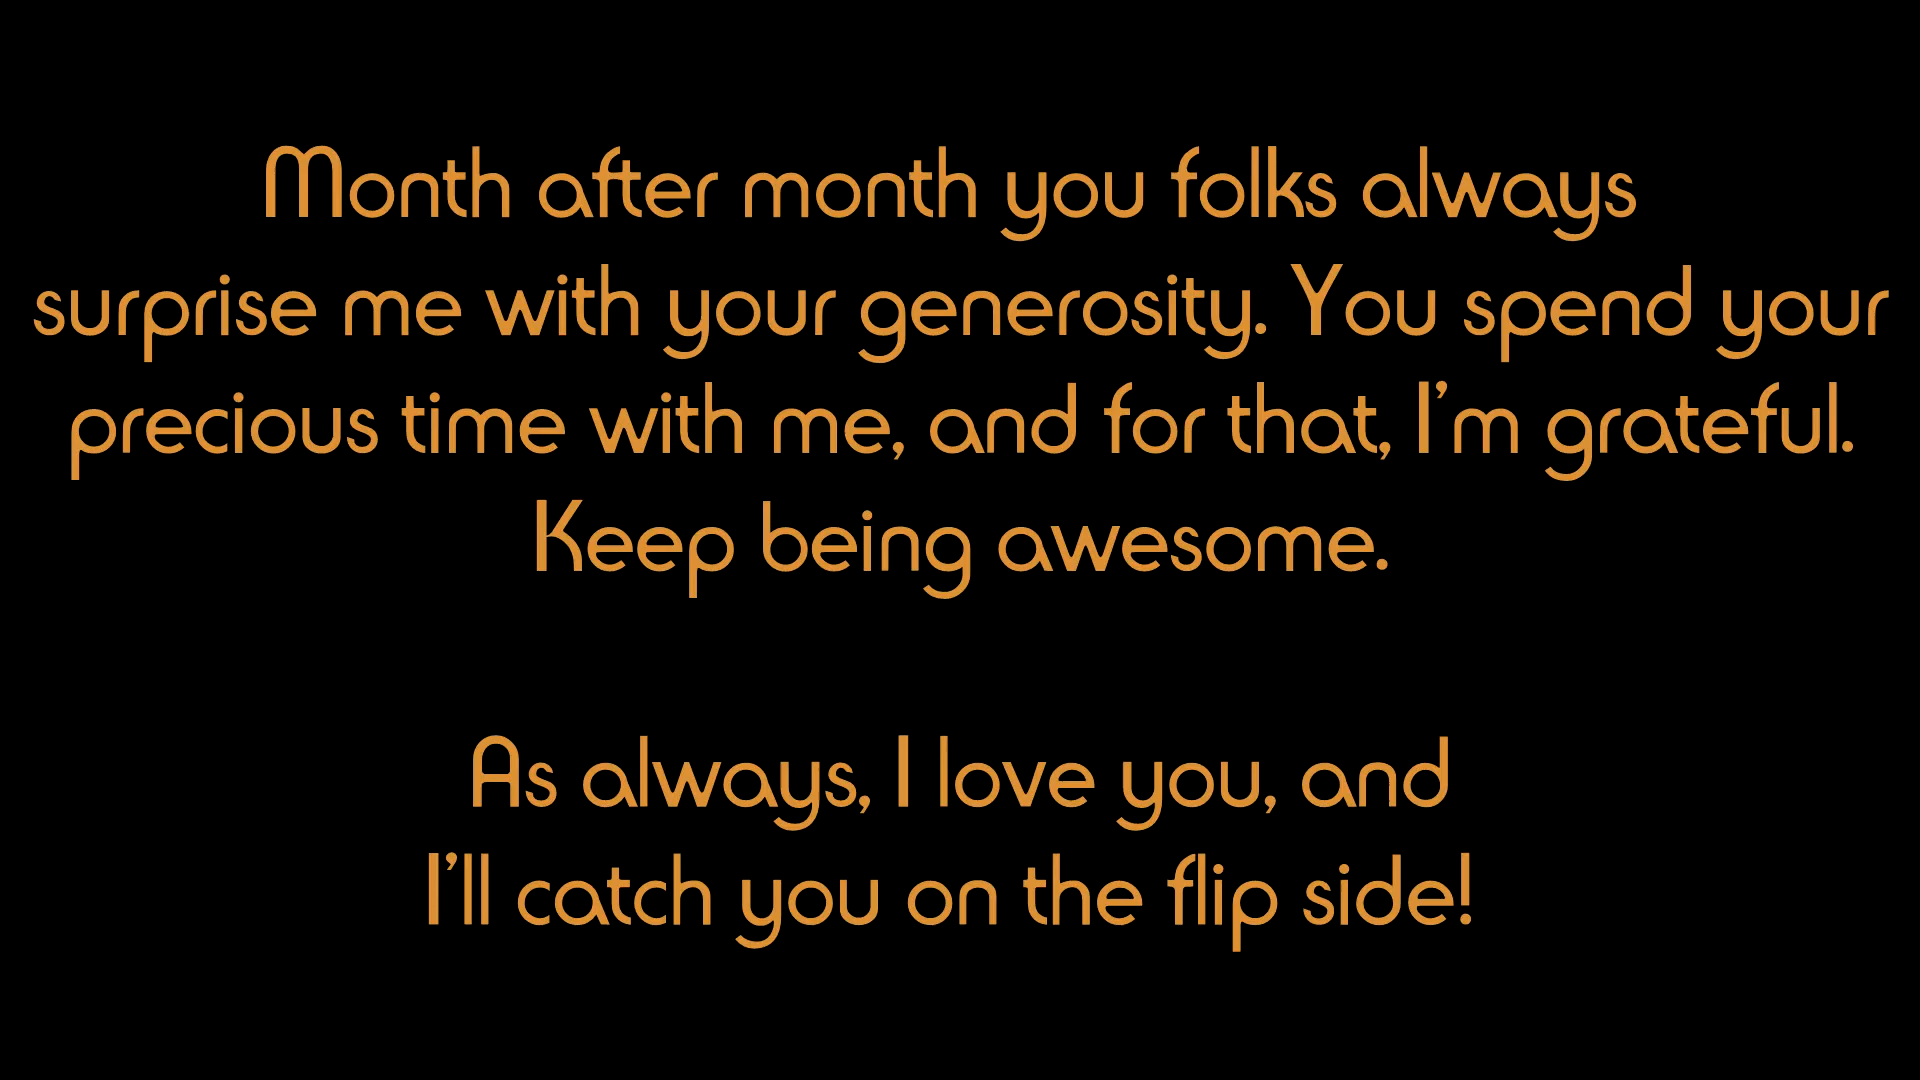 Month after month you folks always
surprise me with your generosity. You spend your
precious time with me, and for that, I'm grateful.
Keep being awesome.
As always, I love you, and
I'll catch you on the flip side!